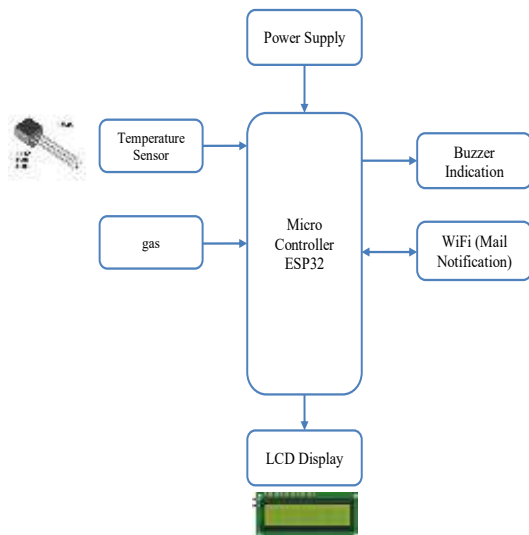 Power Supply
Temperature
Sensor
gas
Micro
Controller
ESP32
Buzzer
Indication
WiFi (Mail
Notification)
LCD Display